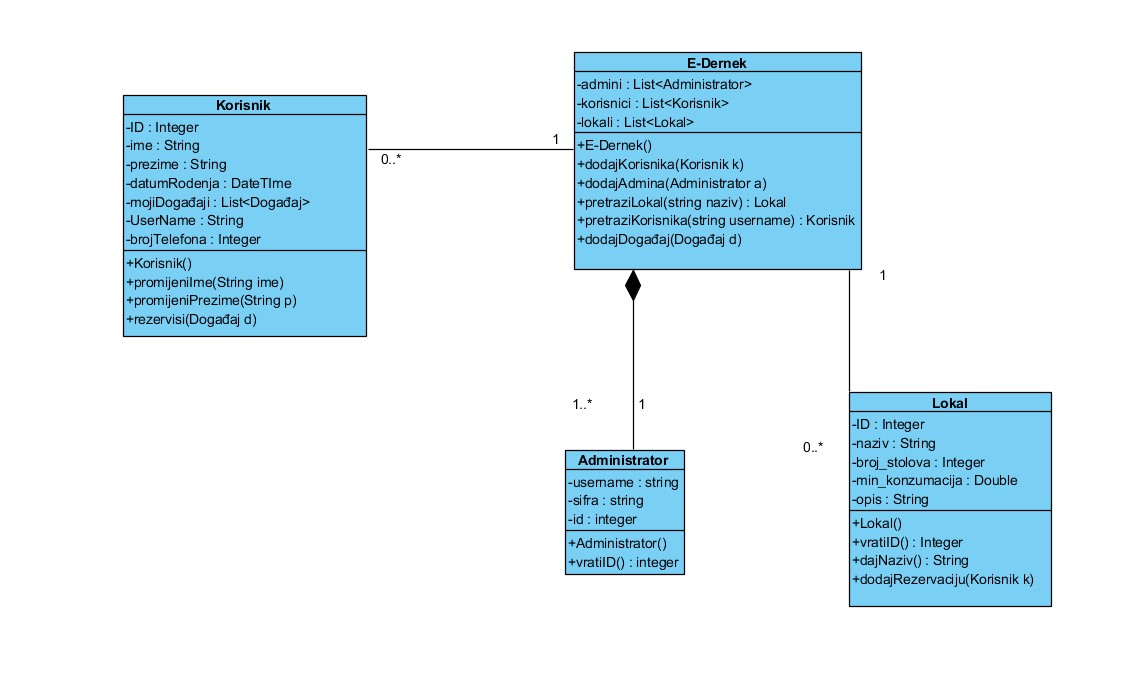 Korisnik
-ID : Integer
-ime : String
-prezime : String
-datumRodenja : DateTIme
-mojiDogađaji : List<Događaj>
-UserName : String
-brojTelefona : Integer
+Korisnik()
+promijeniIme(String ime)
+promijeniPrezime(String p)
+rezervisi(Događaj d)
0..*
1
E-Dernek
-admini : List<Administrator>
-korisnici : List<Korisnik>
-lokali : List<Lokal>
+E-Dernek()
+dodajKorisnika(Korisnik k)
+dodajAdmina(Administrator a)
+pretraziLokal(string naziv) : Lokal
+pretraziKorisnika(string username) : Korisnik
+dodajDogađaj(Događaj d)
1
1..*
1
0..*
Administrator
-username : string
-sifra : string
-id : integer
+Administrator()
+vratiID() : integer
Lokal
-ID : Integer
-naziv : String
-broj_stolova : Integer
-min_konzumacija : Double
-opis : String
+Lokal()
+vratiID() : Integer
+dajNaziv() : String
+dodajRezervaciju(Korisnik k)